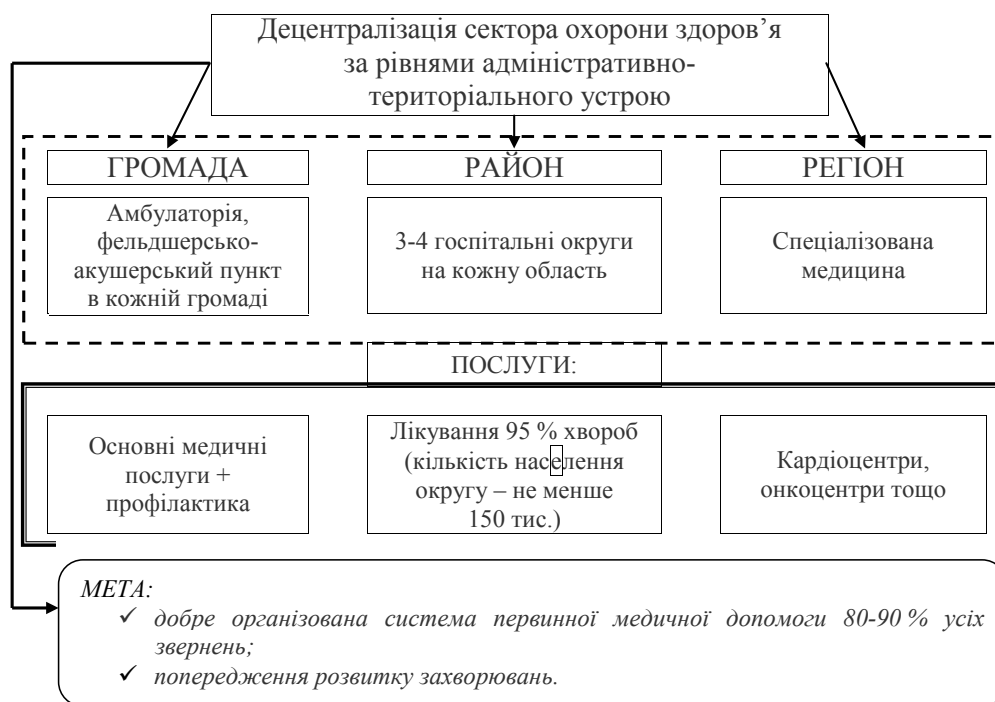 Децентралізація сектора охорони здоров’я
за рівнями адміністративно-
територіального устрою
ГРОМАДА
РАЙОН
РЕГІОН
Амбулаторія,
фельдшерсько-
акушерський пункт
в кожній громаді
3-4 госпітальні округи
на кожну область
Спеціалізована
медицина
ПОСЛУГИ:
Основні медичні
послуги +
профілактика
Лікування 95 % хвороб
(кількість населення
округу – не менше
150 тис.)
Кардіоцентри,
онкоцентри тощо
МЕТА:
✓ добре організована система первинної медичної допомоги 80-90 % усіх
звернень;
✓ попередження розвитку захворювань.